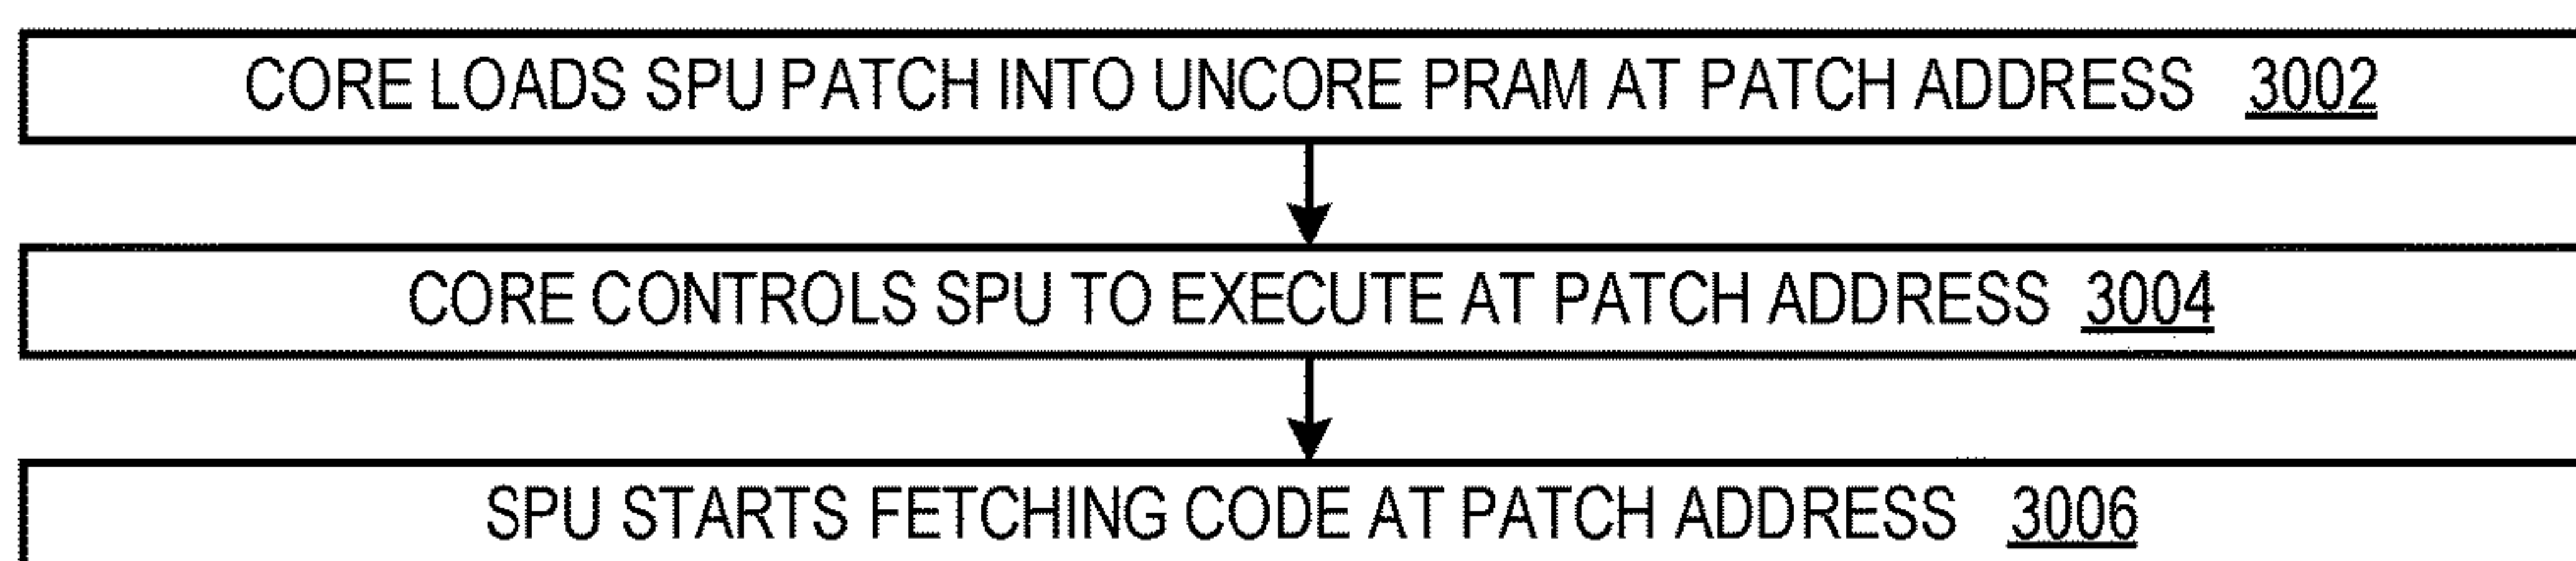 CORE LOADS SPU PATCH INTO UNCORE PRAM AT PATCH ADDRESS 3002
CORE CONTROLS SPU TO EXECUTE AT PATCH ADDRESS 3004
SPU STARTS FETCHING CODE AT PATCH ADDRESS 3006